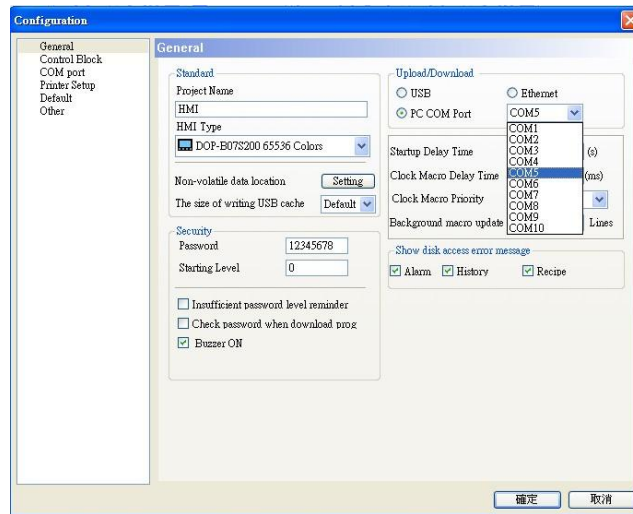 Configuration
General
Control Block
COM port
Printer Setup
Default
Other
General
Standard
Project Name
HMI
HMI Type
DOP-B07S200 65536 Colors
Non-volatile data location
Setting
The size of writing USB cache
Default
Security
Password
12345678
Starting Level
0
Insufficient password level reminder
Check password when download prog
Buzzer ON
Upload/Download
USB
Ethernet
PC COM Port
COM5
COM1
COM2
COM3
COM4
COM5
COM6
COM7
COM8
COM9
COM10
Startup Delay Time
(s)
Clock Macro Delay Time
(ms)
Clock Macro Priority
Background macro update
Lines
Show disk access error message
Alarm
History
Recipe
確定
取消